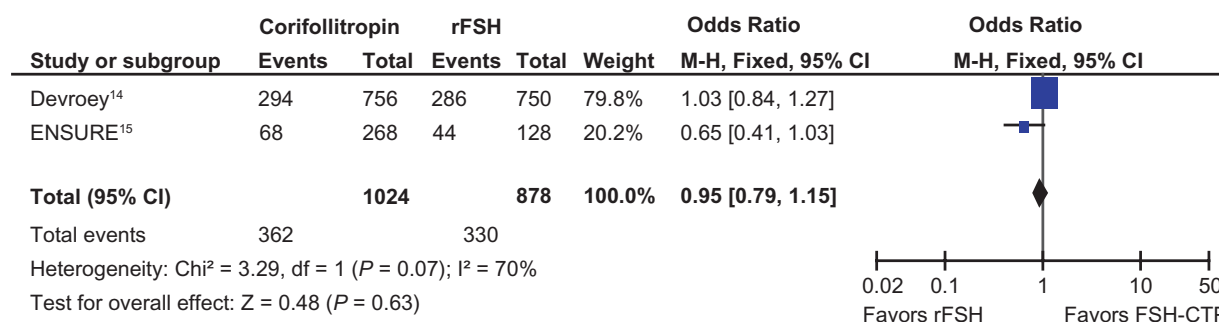 Corifollitropin rFSH Odds Ratio Odds Ratio
Study or subgroup Events Total Events Total Weight M-H, Fixed, 95% CI M-H, Fixed, 95% CI
Devroey¹⁴ 294 756 286 750 79.8% 1.03 [0.84, 1.27]
ENSURE¹⁵ 68 268 44 128 20.2% 0.65 [0.41, 1.03]
Total (95% CI) 1024 878 100.0% 0.95 [0.79, 1.15]
Total events 362 330
Heterogeneity: Chi² = 3.29, df = 1 (P = 0.07); I² = 70%
Test for overall effect: Z = 0.48 (P = 0.63)
0.02 0.1 1 10 50
Favors rFSH Favors FSH-CTP